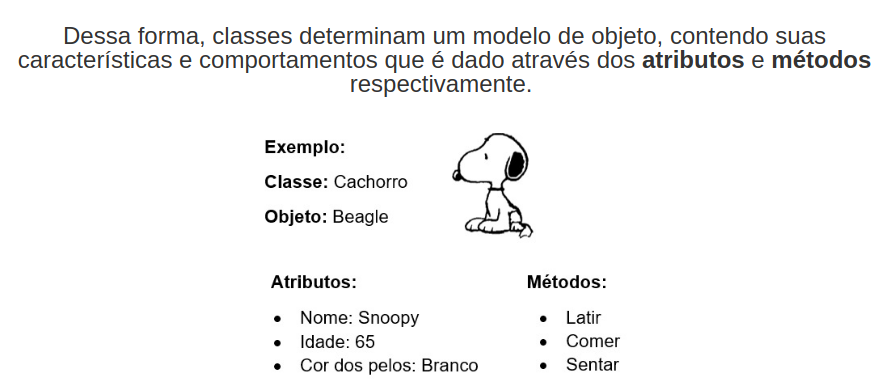 Dessa forma, classes determinam um modelo de objeto, contendo suas
características e comportamentos que é dado através dos atributos e métodos
respectivamente.
Exemplo:
Classe: Cachorro
Objeto: Beagle
Atributos:
• Nome: Snoopy
• Idade: 65
• Cor dos pelos: Branco
Métodos:
• Latir
• Comer
• Sentar